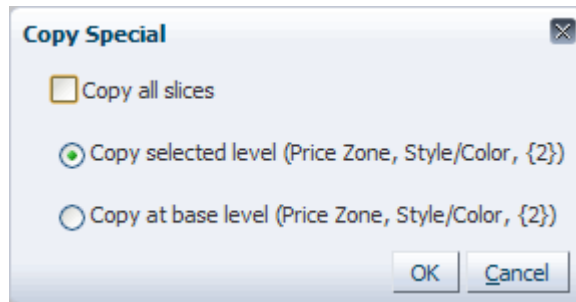 Copy Special
Copy all slices
Copy selected level (Price Zone, Style/Color, {2})
Copy at base level (Price Zone, Style/Color, {2})
OK Cancel